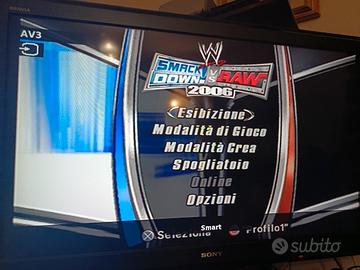 AV3
SMACK
DOWN! VS RAW
2006
Esibizione
Modalità di Gioco
Modalità Crea
Spogliatoio
Online
Opzioni
Smart
Seleziona Profilo1"
subito
SONY